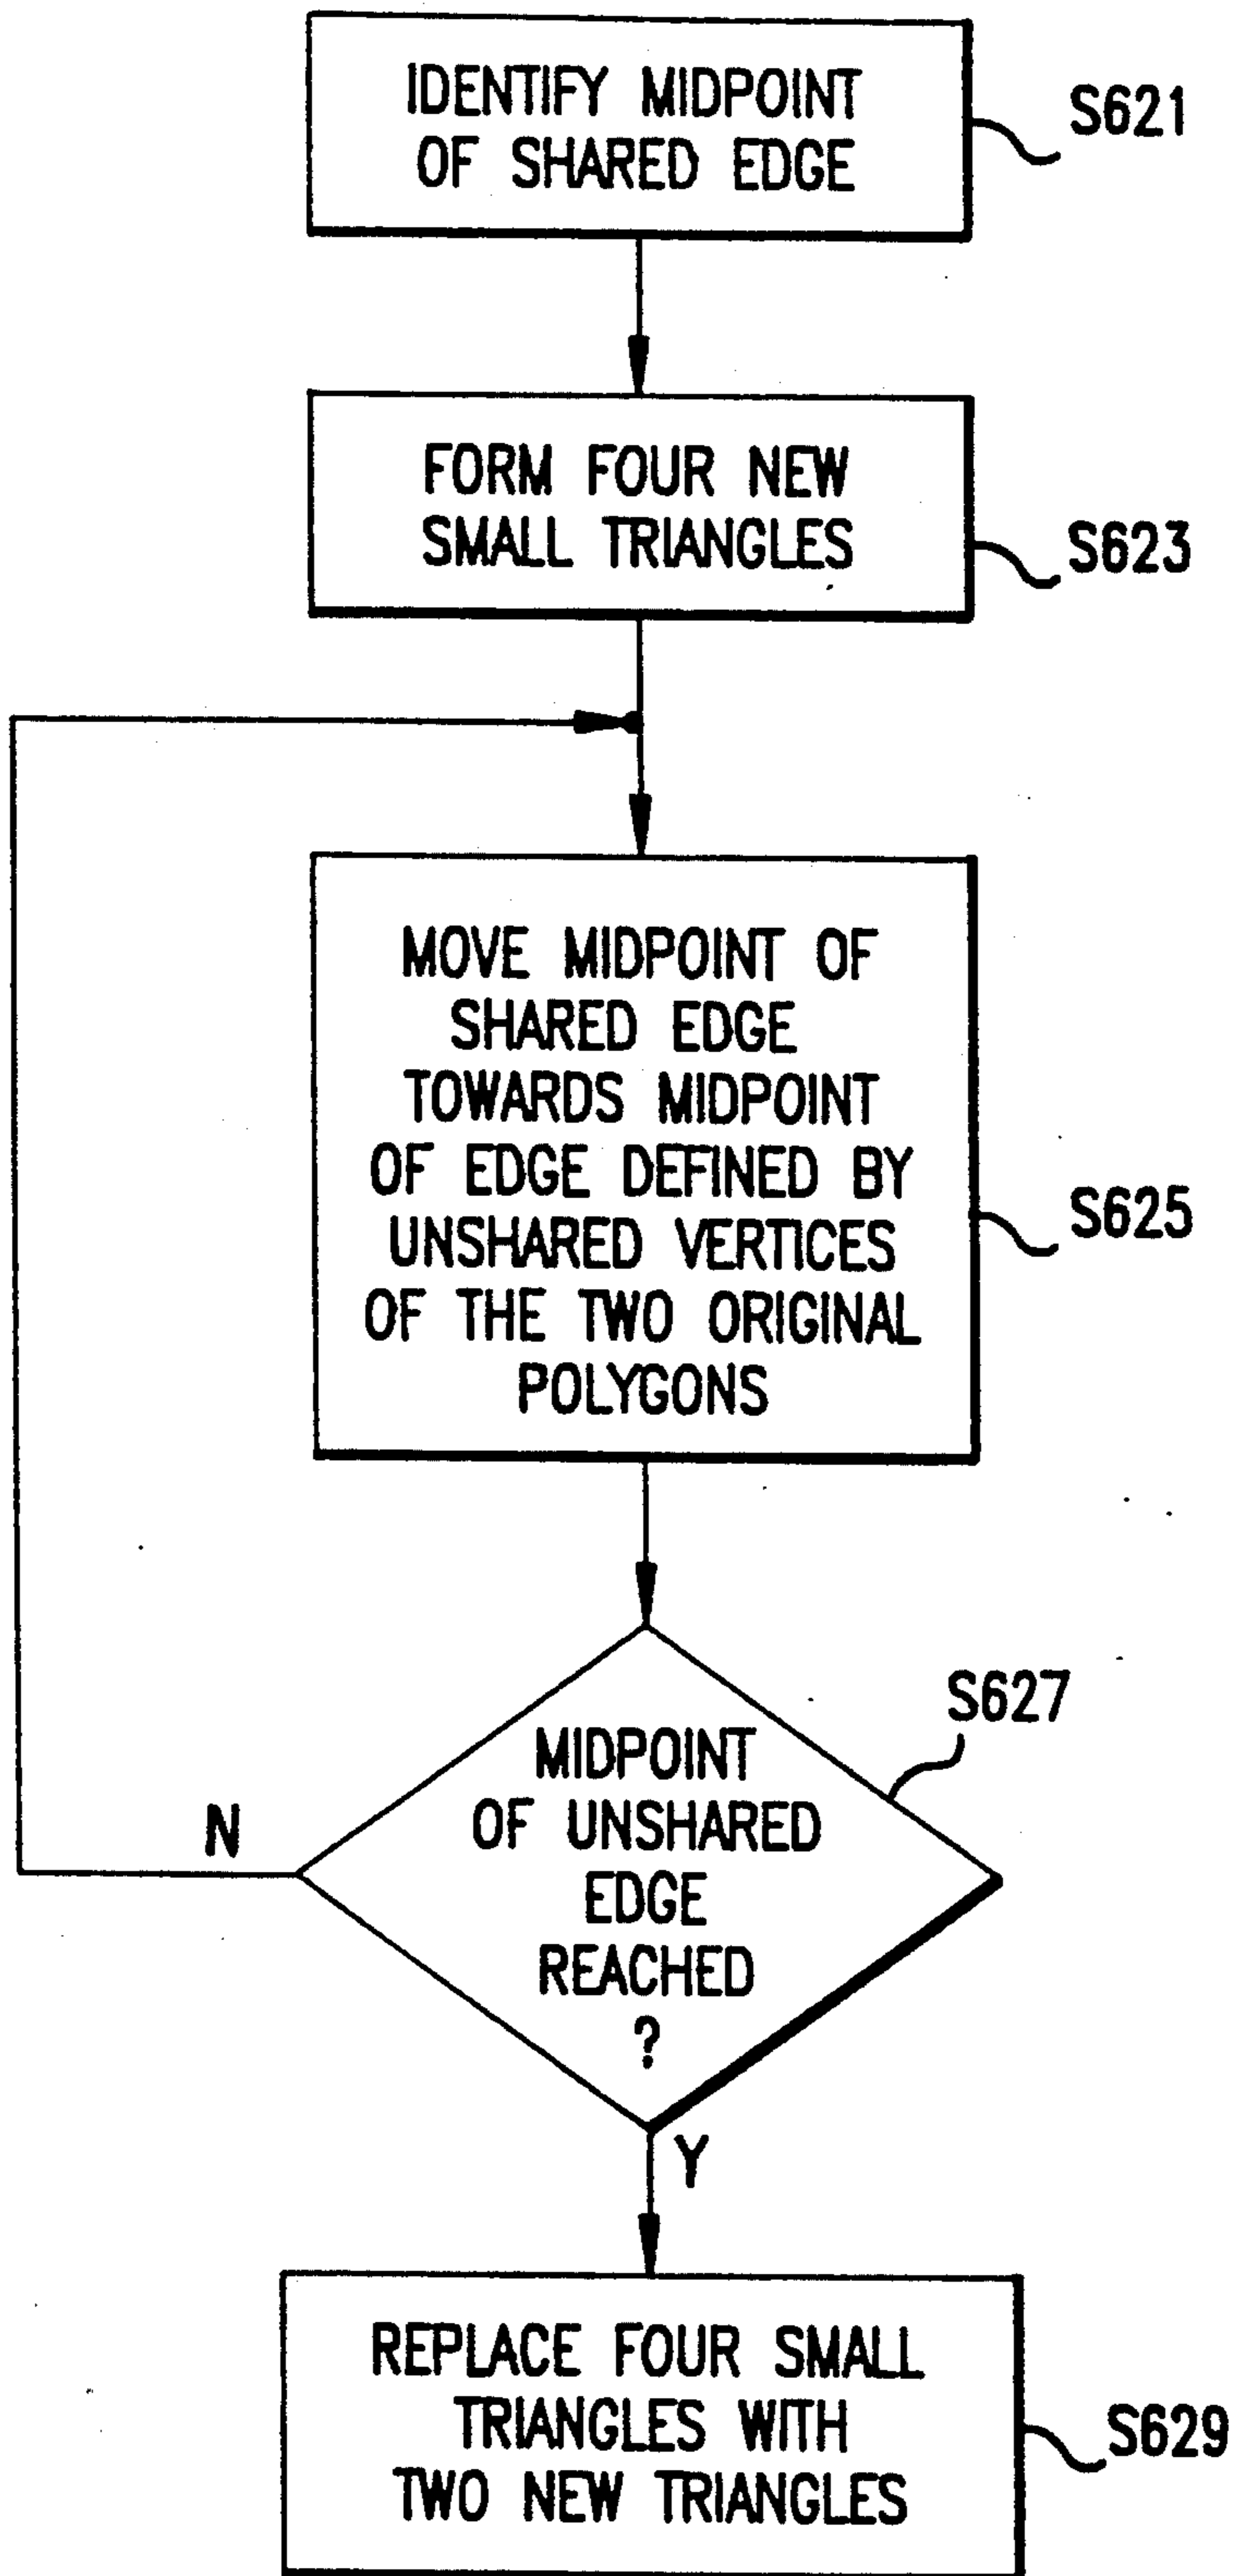 IDENTIFY MIDPOINT
OF SHARED EDGE
S621
FORM FOUR NEW
SMALL TRIANGLES
S623
MOVE MIDPOINT OF
SHARED EDGE
TOWARDS MIDPOINT
OF EDGE DEFINED BY
UNSHARED VERTICES
OF THE TWO ORIGINAL
POLYGONS
S625
S627
MIDPOINT
OF UNSHARED
EDGE
REACHED
?
N
Y
REPLACE FOUR SMALL
TRIANGLES WITH
TWO NEW TRIANGLES
S629